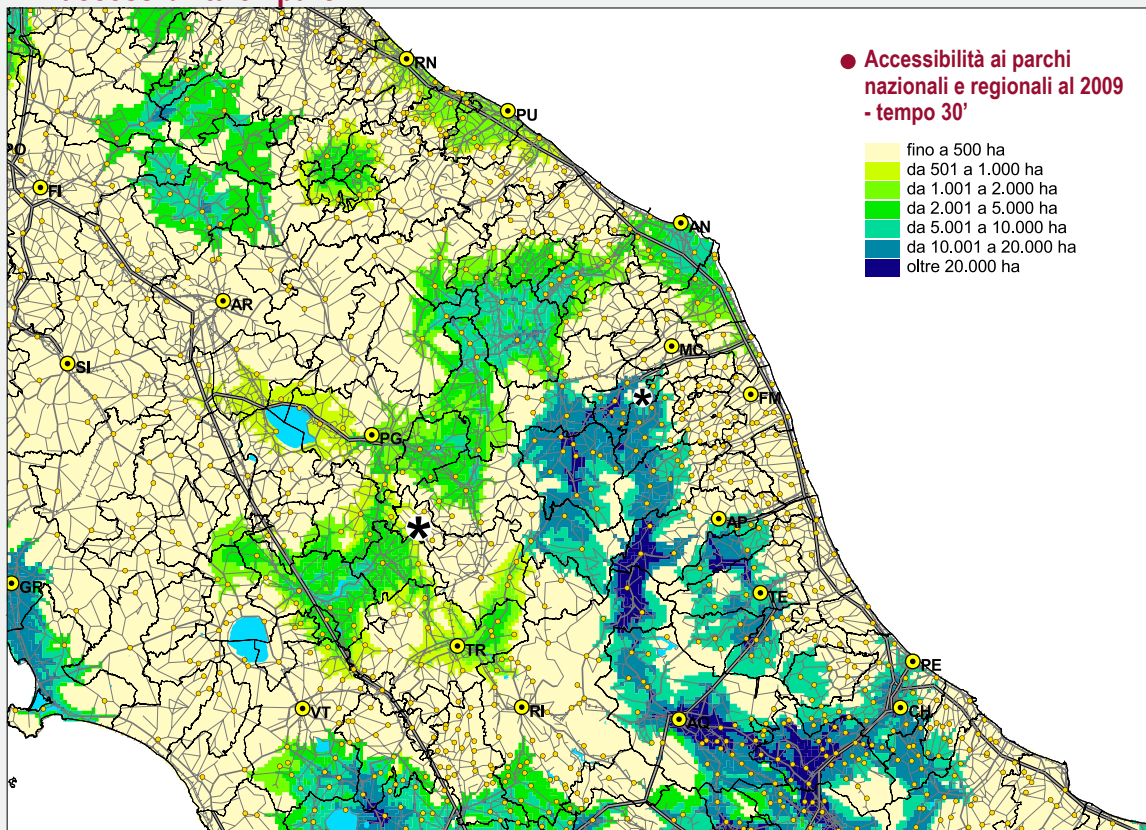 ● Accessibilità ai parchi
nazionali e regionali al 2009
- tempo 30’
fino a 500 ha
da 501 a 1.000 ha
da 1.001 a 2.000 ha
da 2.001 a 5.000 ha
da 5.001 a 10.000 ha
da 10.001 a 20.000 ha
oltre 20.000 ha
RN
PU
PO
FI
AN
AR
MC
SI
FM
*
PG
*
AP
GR
TE
TR
PE
VT
RI
CH
AQ